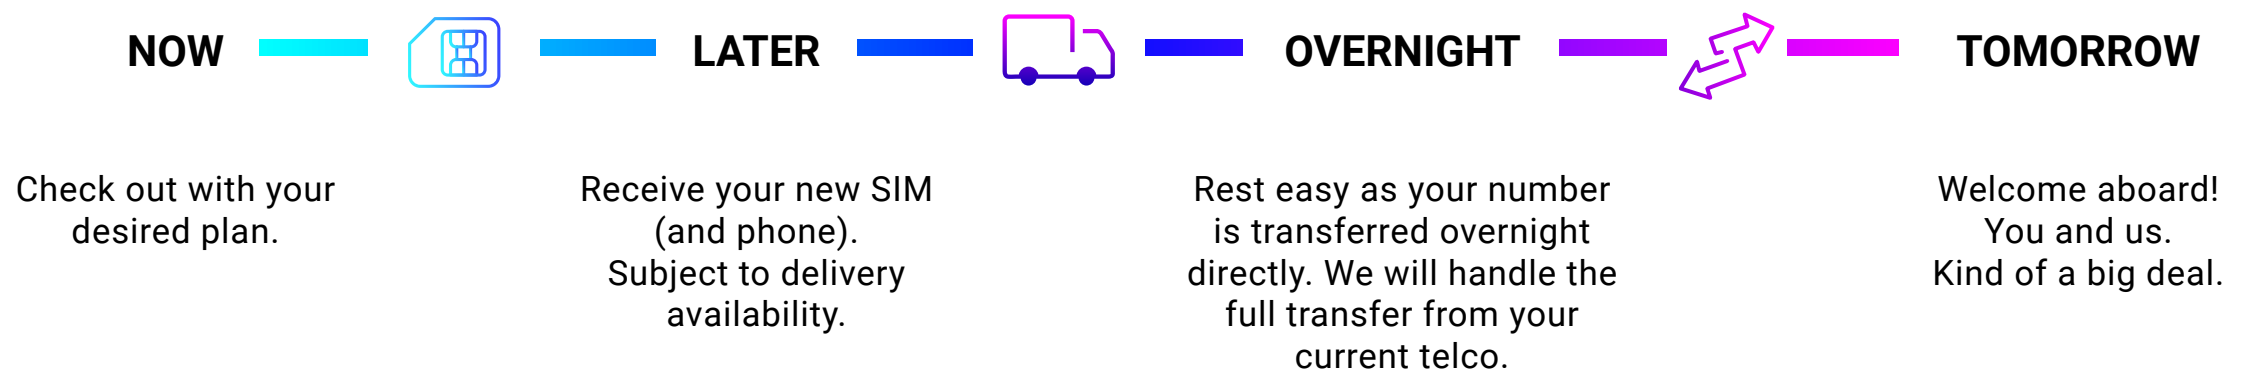 NOW
LATER
OVERNIGHT
TOMORROW
Check out with your
desired plan.
Receive your new SIM
(and phone).
Subject to delivery
availability.
Rest easy as your number
is transferred overnight
directly. We will handle the
full transfer from your
current telco.
Welcome aboard!
You and us.
Kind of a big deal.